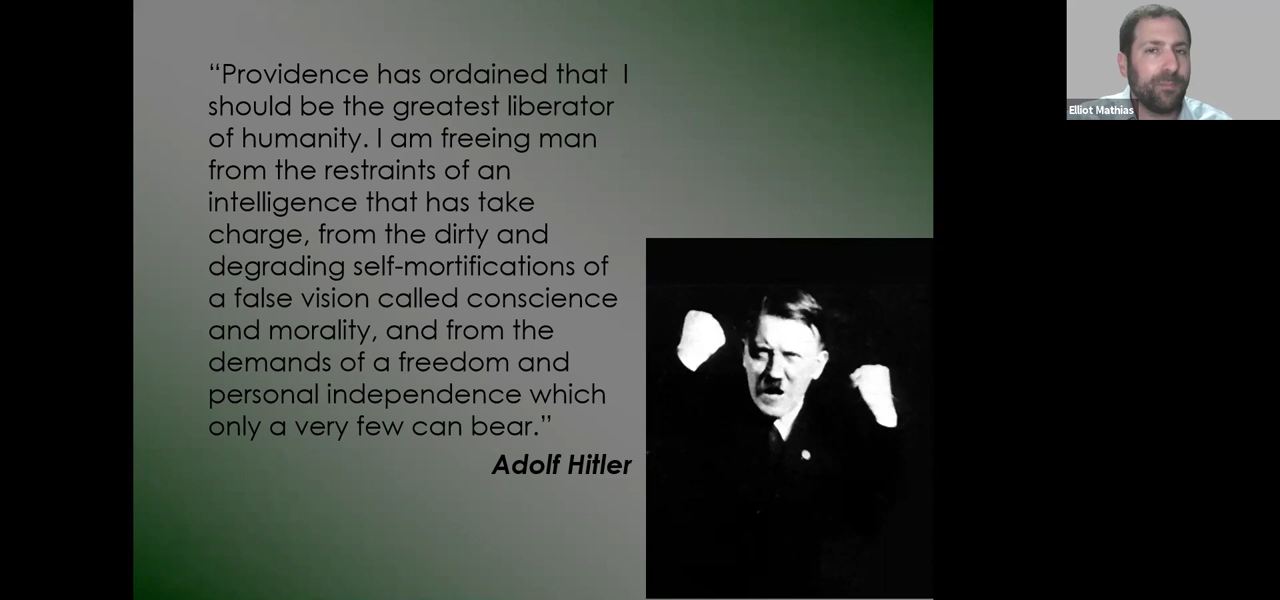 “Providence has ordained that I
should be the greatest liberator
of humanity. I am freeing man
from the restraints of an
intelligence that has take
charge, from the dirty and
degrading self-mortifications of
a false vision called conscience
and morality, and from the
demands of a freedom and
personal independence which
only a very few can bear.”
Adolf Hitler
Elliot Mathias